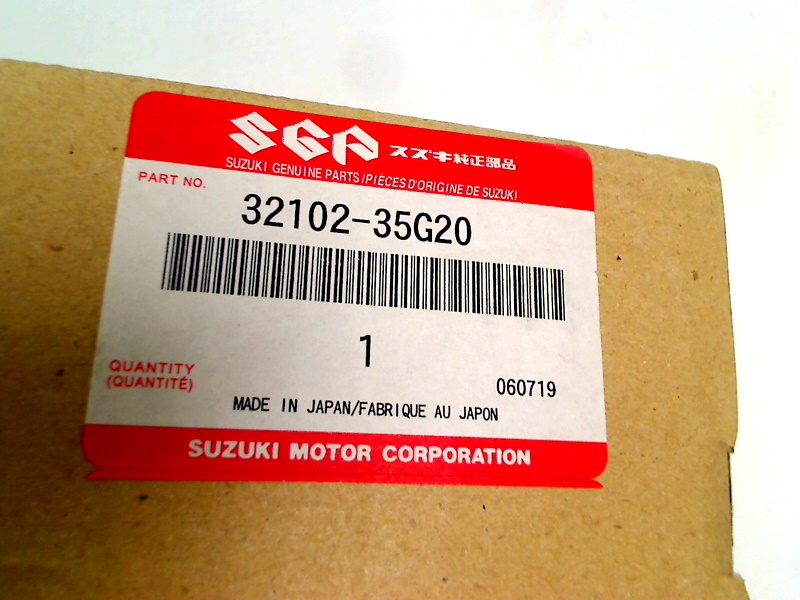 SGP スズキ純正部品
SUZUKI GENUINE PARTS/PIÈCES D'ORIGINE DE SUZUKI
PART NO.
32102-35G20
1
QUANTITY
(QUANTITÉ)
060719
MADE IN JAPAN/FABRIQUE AU JAPON
SUZUKI MOTOR CORPORATION